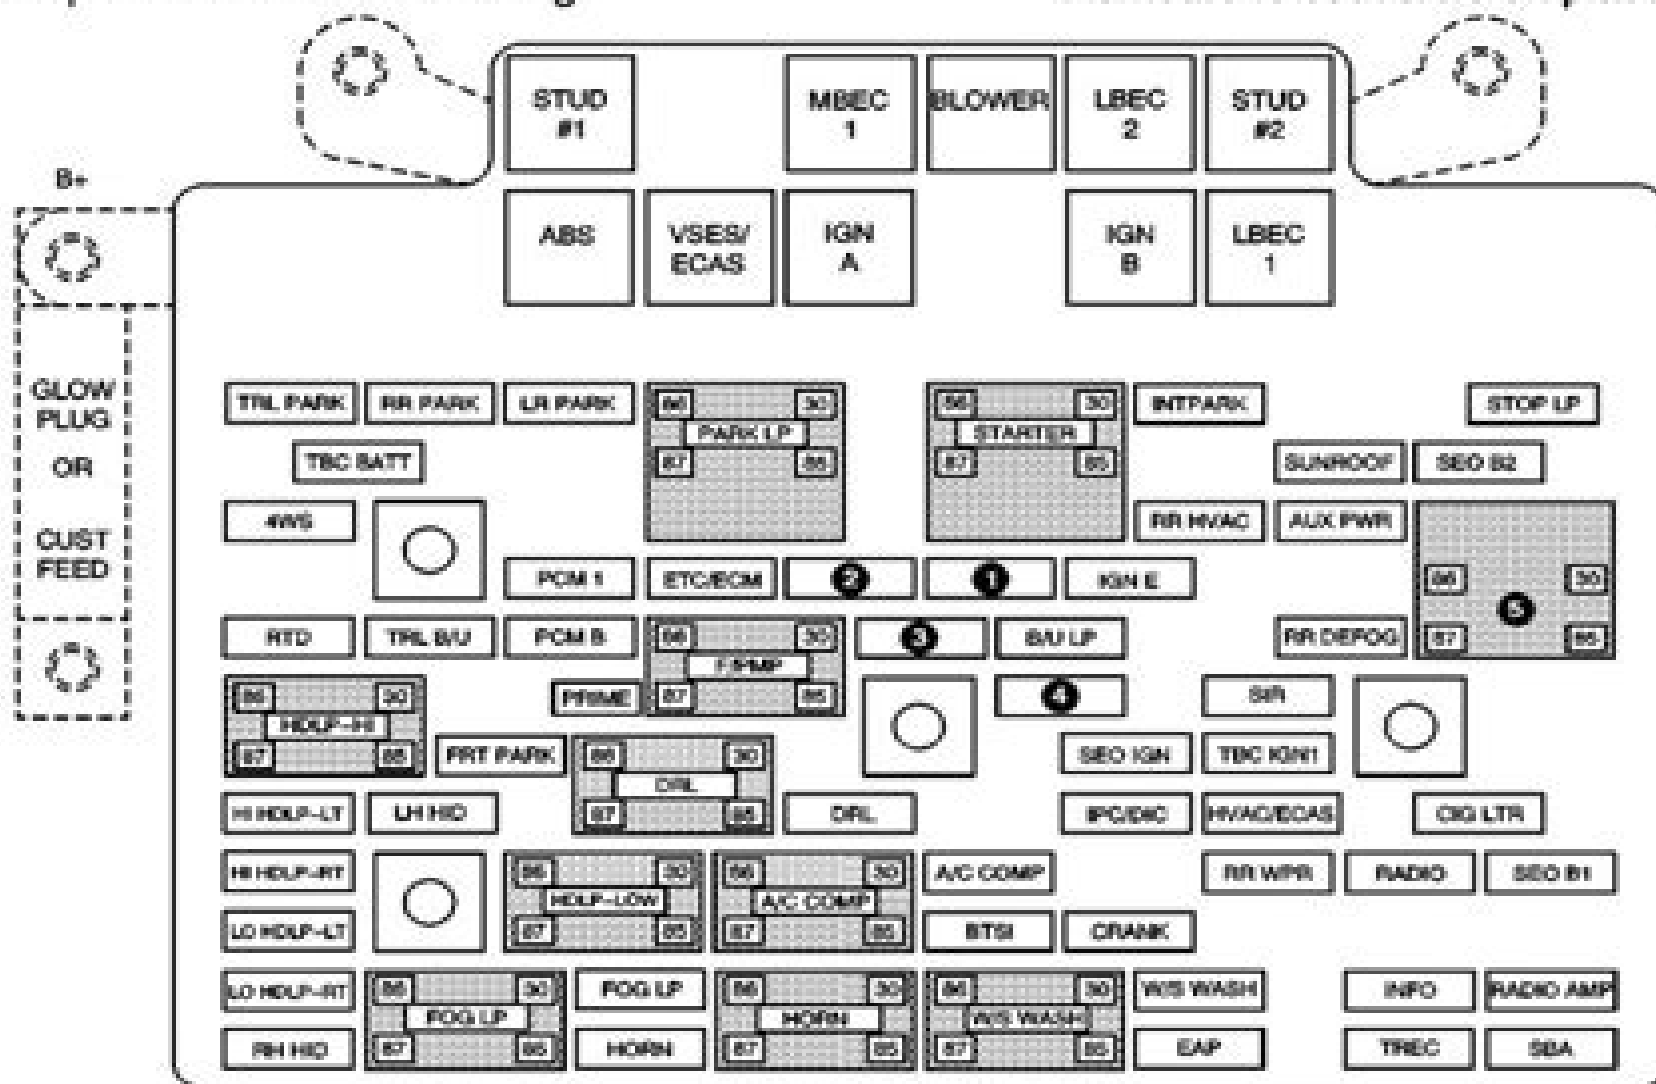 STUD #1
MBEC 1
BLOWER
LBEC 2
STUD #2
B+
ABS
VSES/ ECAS
IGN A
IGN B
LBEC 1
GLOW PLUG OR CUST FEED
TRL PARK
RR PARK
LR PARK
86 30
PARK LP
87 85
86 30
STARTER
87 85
INTPARK
STOP LP
TBC BATT
SUNROOF
SEO B2
4WS
RR HVAC
AUX PWR
PCM 1
ETC/ECM
2
1
IGN E
86 30
5
87 85
RTD
TRL B/U
PCM B
86 30
F/PMP
87 85
3
B/U LP
RR DEFOG
PRIME
4
SIR
86 30
HDLP-HI
87 85
FRT PARK
86 30
DRL
87 85
SEO IGN
TBC IGN1
HI HDLP-LT
LH HID
DRL
IPC/DIC
HVAC/ECAS
CIG LTR
HI HDLP-RT
86 30
HDLP-LOW
87 85
86 30
A/C COMP
87 85
A/C COMP
RR WPR
RADIO
SEO B1
LO HDLP-LT
BTSI
CRANK
LO HDLP-RT
86 30
FOG LP
87 85
FOG LP
86 30
HORN
87 85
86 30
W/S WASH
87 85
W/S WASH
INFO
RADIO AMP
RH HID
HORN
EAP
TREC
SBA